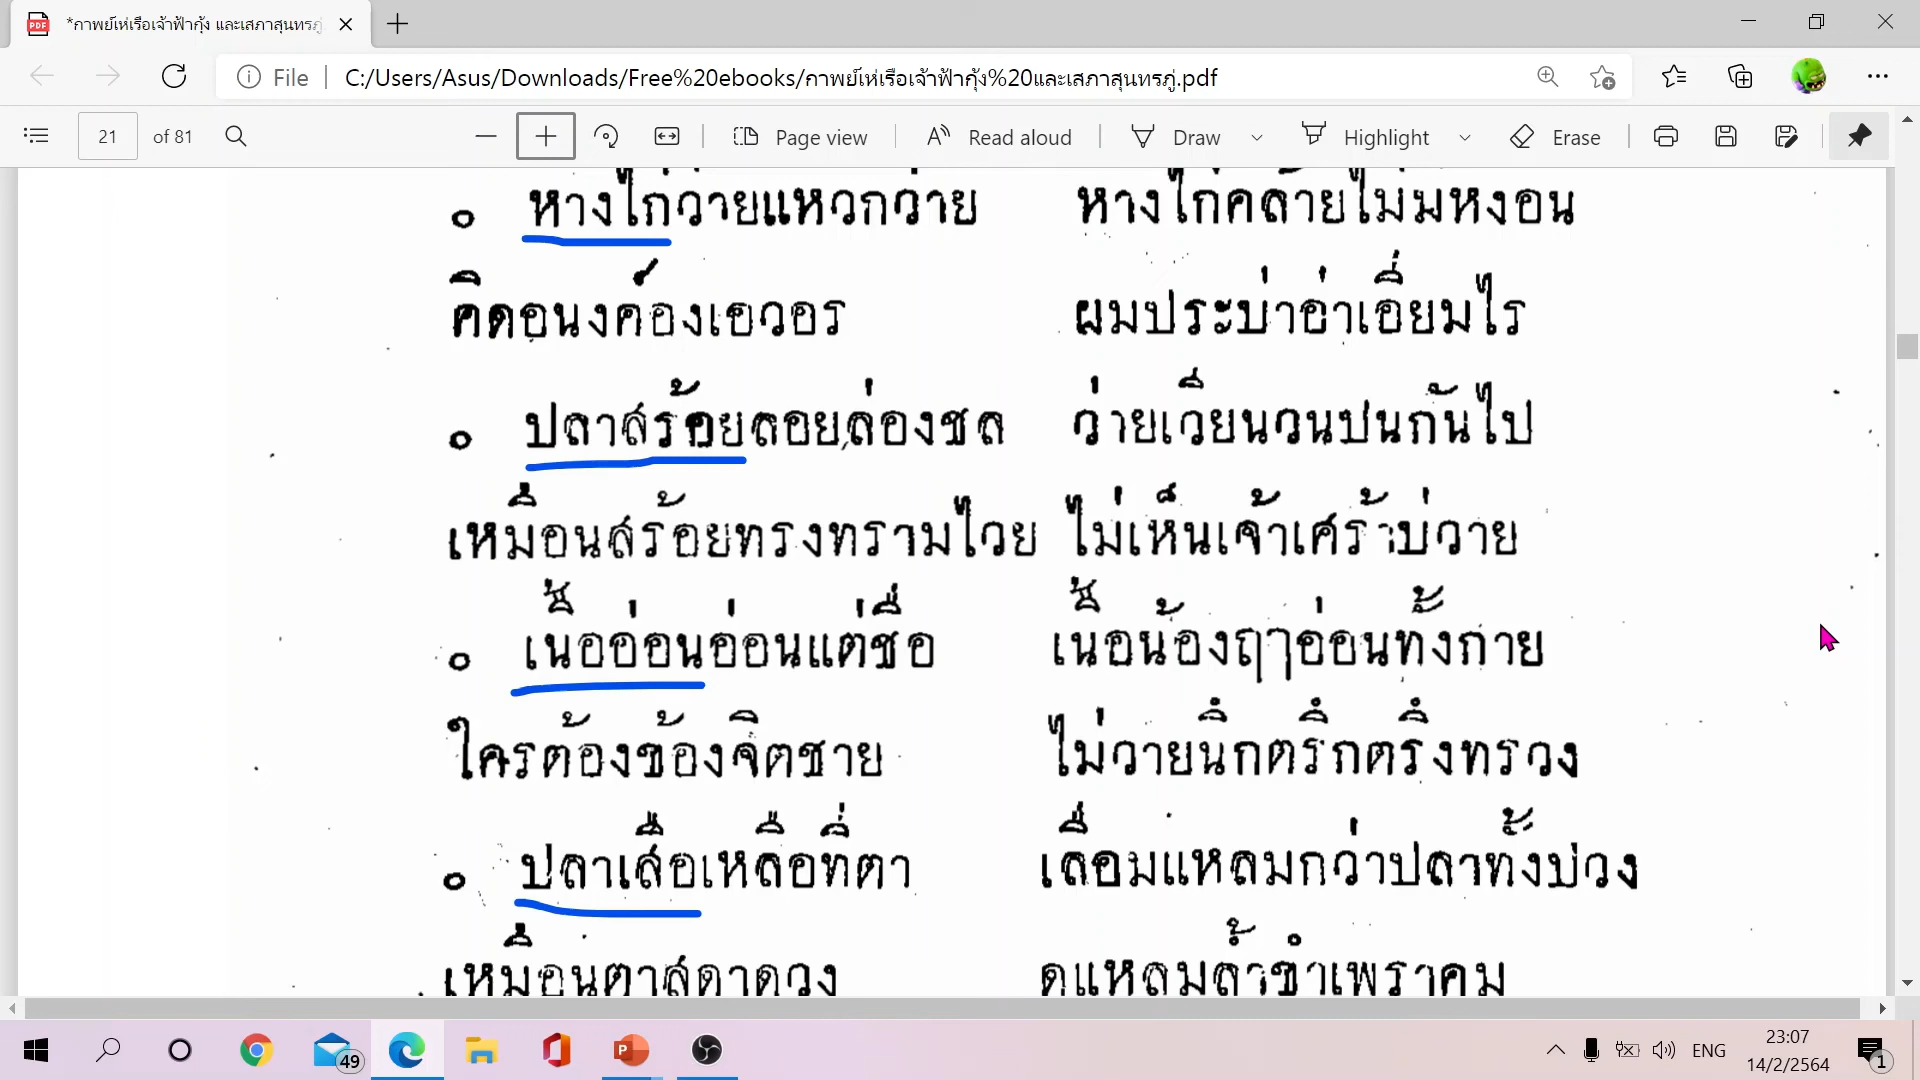 *กาพย์เห่เรือเจ้าฟ้ากุ้ง และเสภาสุนทรภู่
File C:/Users/Asus/Downloads/Free%20ebooks/กาพย์เห่เรือเจ้าฟ้ากุ้ง%20และเสภาสุนทรภู่.pdf
21 of 81 Page view Read aloud Draw Highlight Erase
๐ หางไก่ว่ายแหวกว่าย หางไก่คล้ายไม่มีหงอน
คิดอนงค์องเอวอร ผมประบ่าอ่าเอี่ยมไร
๐ ปลาสร้อยลอยล่องชล ว่ายเวียนวนปนกันไป
เหมือนสร้อยทรงทรามไวย ไม่เห็นเจ้าเศร้าบ่วาย
๐ เนื้ออ่อนอ่อนแต่ชื่อ เนื้อน้องฤๅอ่อนทั้งกาย
ใครต้องข้องจิตชาย ไม่วายนึกตรึกตรึงทรวง
๐ ปลาเสือเหลือที่ตา เลื่อมแหลมกว่าปลาทั้งปวง
เหมือนตาสุดาดวง ดูแหลมล้ำขำเพราคม
49
ENG
23:07
14/2/2564
1